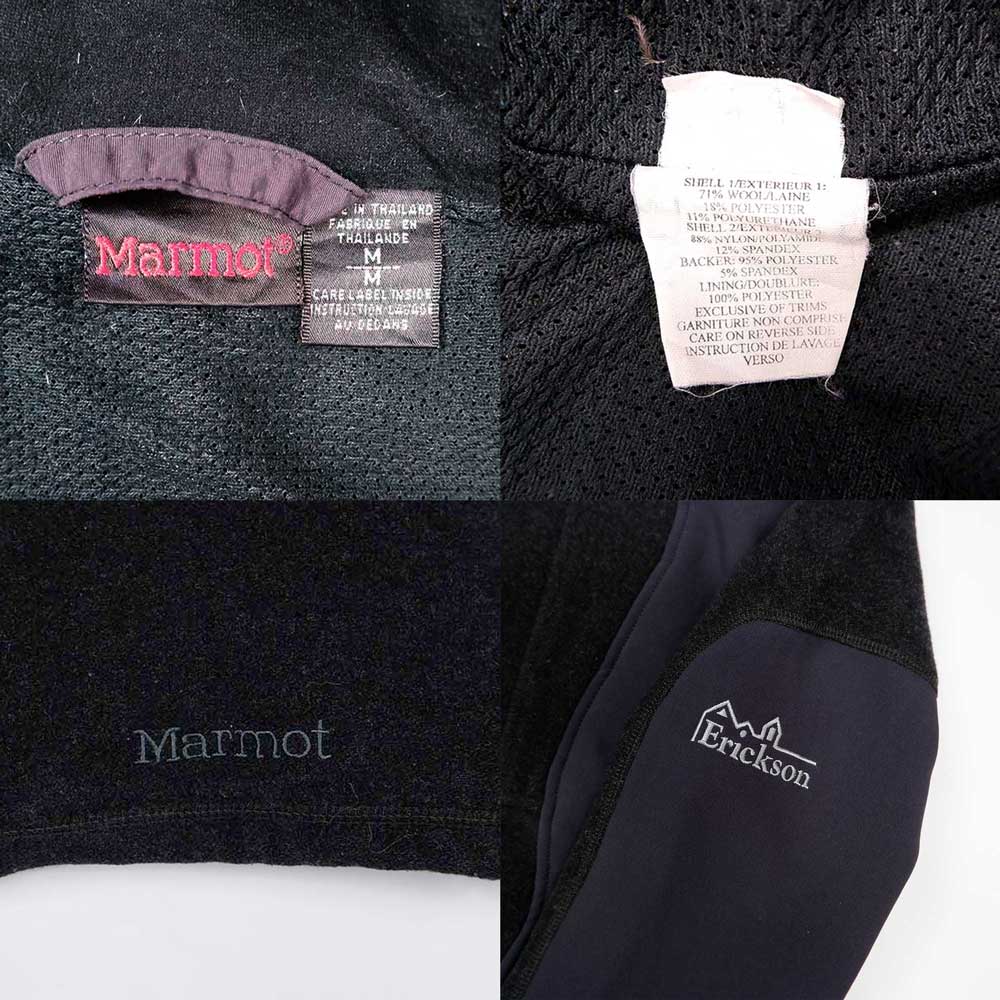 Marmot®
IN THAILAND
FABRIQUE EN
THAILANDE
M
M
CARE LABEL INSIDE
INSTRUCTION LAVAGE
AU DEDANS
SHELL 1/EXTERIEUR 1:
71% WOOL/LAINE
18% POLYESTER
11% POLYURETHANE
SHELL 2/EXTERIEUR
88% NYLON/POLYAMID
12% SPANDEX
BACKER: 95% POLYESTER
5% SPANDEX
LINING/DOUBLURE:
100% POLYESTER
EXCLUSIVE OF TRIMS
GARNITURE NON COMPRISE
CARE ON REVERSE SIDE
INSTRUCTION DE LAVAGE
VERSO
Marmot
Erickson